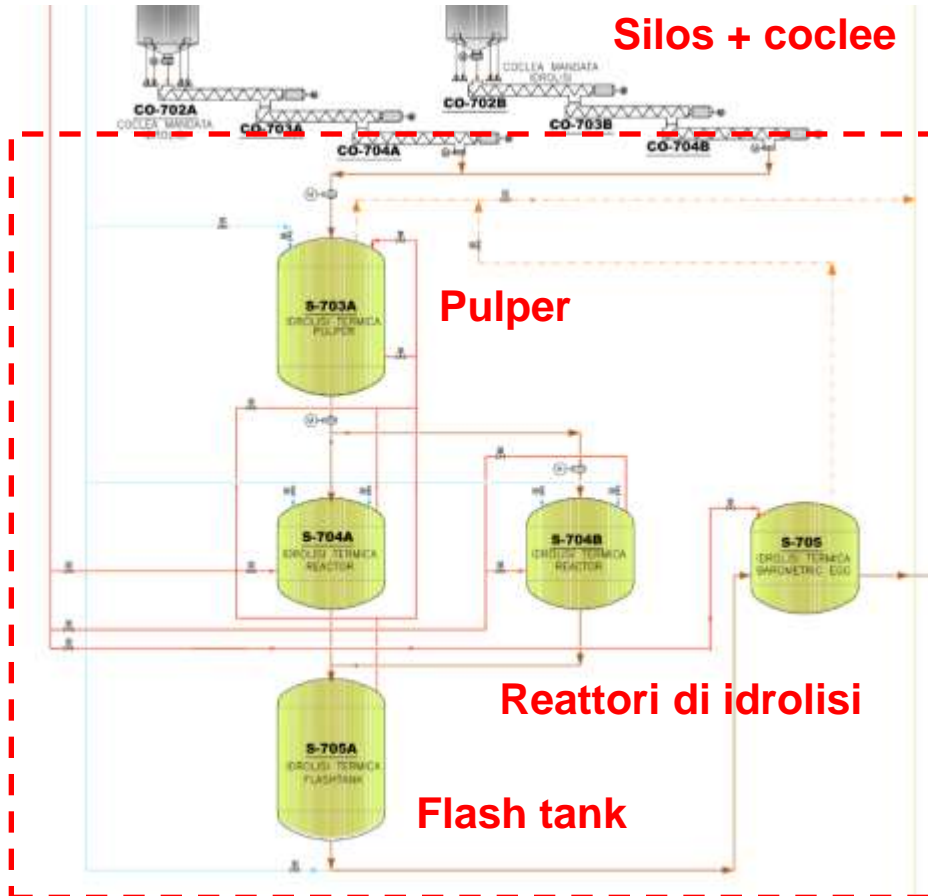 Silos + coclee
COCLEA MANDATA
IDROLISI
CO-702A
CO-702B
COCLEA MANDATA
CO-703A
CO-703B
CO-704A
CO-704B
S-703A
IDROLISI TERMICA
PULPER
Pulper
S-704A
IDROLISI TERMICA
REACTOR
S-704B
IDROLISI TERMICA
REACTOR
S-705
IDROLISI TERMICA
BAROMETRIC EGG
Reattori di idrolisi
S-705A
IDROLISI TERMICA
FLASHTANK
Flash tank